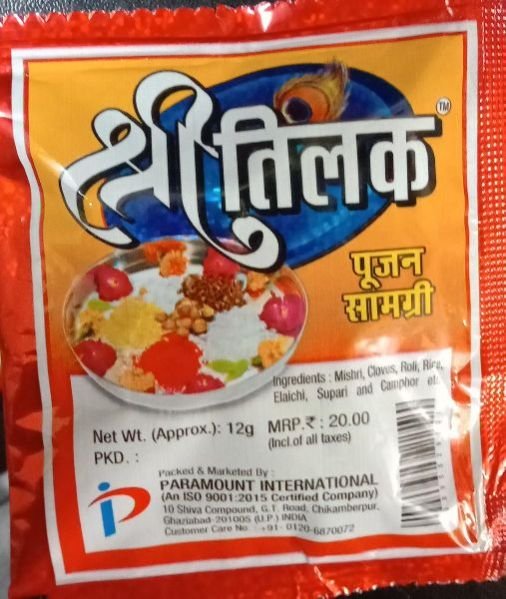 श्री तिलक TM
पूजन
सामग्री
Ingredients : Mishri, Cloves, Roli, Rice,
Elaichi, Supari and Camphor etc.
Net Wt. (Approx.): 12g MRP.₹ : 20.00
(Incl.of all taxes)
PKD. :
Packed & Marketed By :
PARAMOUNT INTERNATIONAL
(An ISO 9001:2015 Certified Company)
10 Shiva Compound, G.T. Road, Chikamberpur,
Ghaziabad-201005 (U.P.) INDIA
Customer Care No. : +91- 0120-6870072